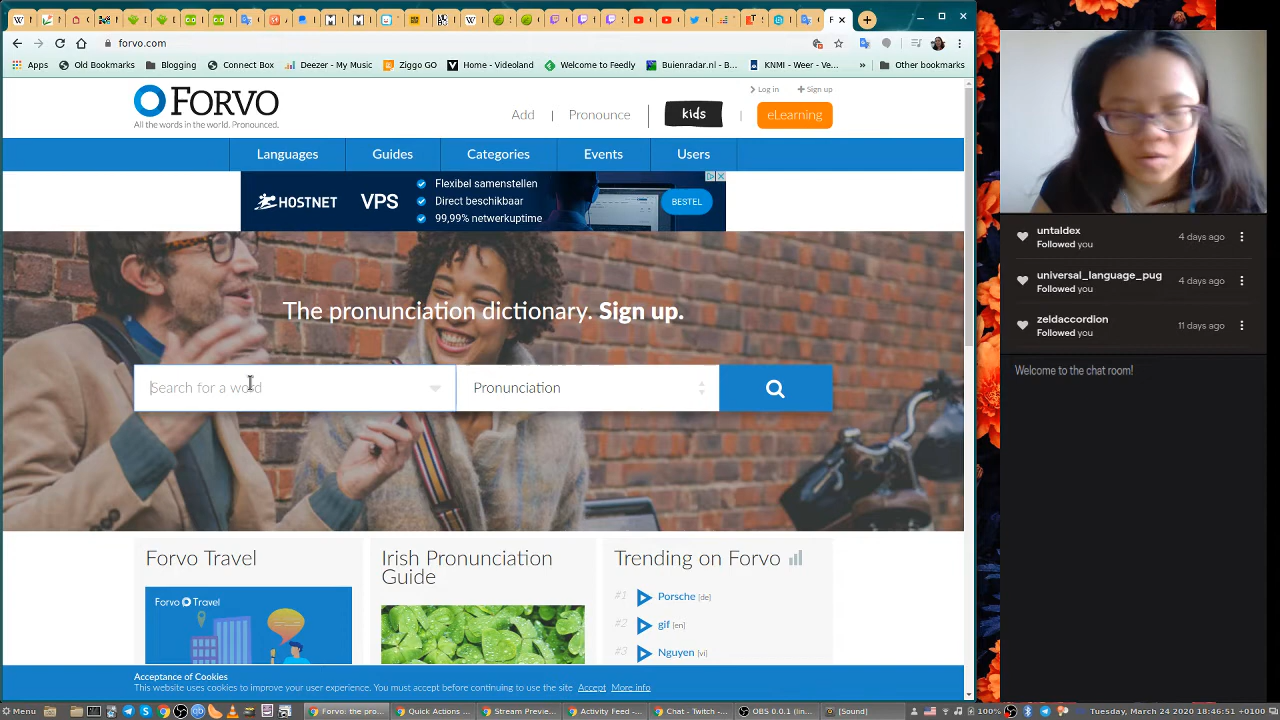 forvo.com
Apps
Old Bookmarks
Blogging
Connect Box
Deezer - My Music
Ziggo GO
Home - Videoland
Welcome to Feedly
Buienradar.nl - B...
KNMI - Weer - Ve...
»
Other bookmarks
FORVO
All the words in the world. Pronounced.
Log in
Sign up
Add
Pronounce
kids
eLearning
Languages
Guides
Categories
Events
Users
HOSTNET
VPS
Flexibel samenstellen
Direct beschikbaar
99,99% netwerkuptime
BESTEL
The pronunciation dictionary. Sign up.
Search for a word
Pronunciation
Forvo Travel
Forvo Travel
Irish Pronunciation
Guide
Trending on Forvo
#1 Porsche [de]
#2 gif [en]
#3 Nguyen [vi]
Acceptance of Cookies
This website uses cookies to improve your user experience. You must accept before continuing to use the site Accept More info
untaldex
Followed you
4 days ago
universal_language_pug
Followed you
4 days ago
zeldaccordion
Followed you
11 days ago
Welcome to the chat room!
Menu
Forvo: the pro...
Quick Actions ...
Stream Previe...
Activity Feed -...
Chat - Twitch -...
OBS 0.0.1 (lin...
[Sound]
100%
Tuesday, March 24 2020 18:46:51 +0100